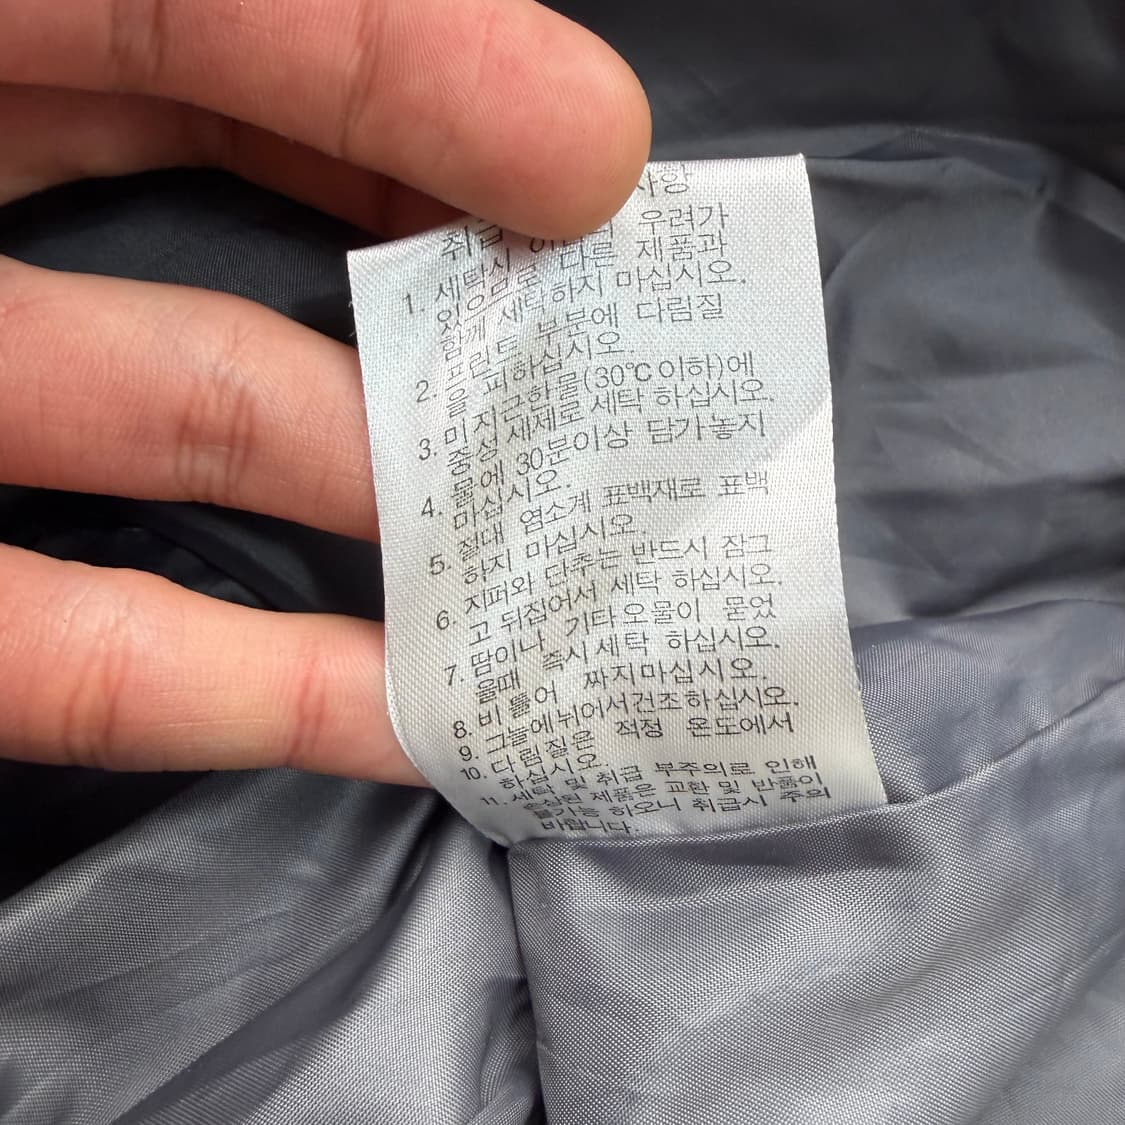 취급 사항
1. 세탁시 이염의 우려가
있으므로 다른 제품과
함께 세탁하지 마십시오.
2. 프린트 부분에 다림질
을 피하십시오.
3. 미지근한물(30℃이하)에
중성 세제로 세탁 하십시오.
4. 물에 30분이상 담가놓지
마십시오.
5. 절대 염소계 표백재로 표백
하지 마십시오.
6. 지퍼와 단추는 반드시 잠그
고 뒤집어서 세탁 하십시오.
7. 땀이나 기타오물이 묻었
을때 즉시세탁 하십시오.
8. 비틀어 짜지마십시오.
9. 그늘에뉘어서건조하십시오.
10. 다림질은 적정 온도에서
하십시오.
11. 세탁 및 취급 부주의로 인해
손상된 제품은 교환 및 반품이
불가능 하오니 취급시 주의
바랍니다.